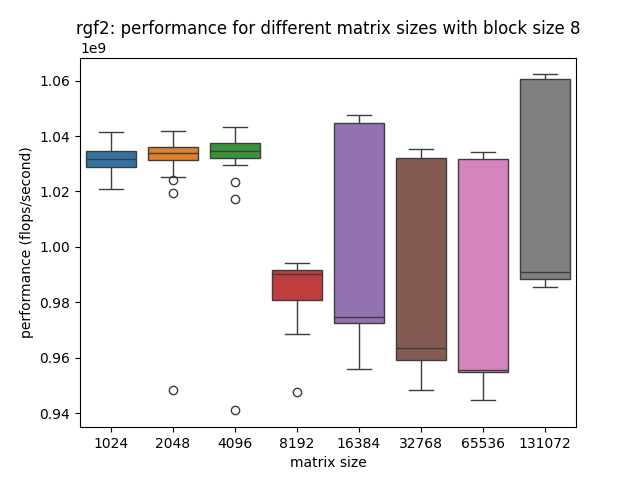 rgf2: performance for different matrix sizes with block size 8
1e9
1.06
1.04
1.02
1.00
0.98
0.96
0.94
performance (flops/second)
1024 2048 4096 8192 16384 32768 65536 131072
matrix size